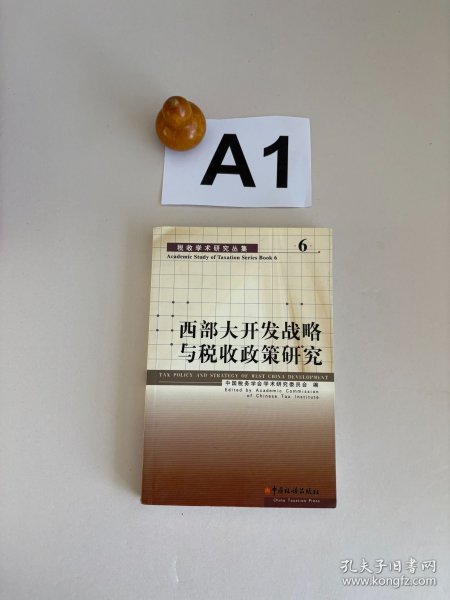 A1
税收学术研究丛集
6
Academic Study of Taxation Series Book 6
西部大开发战略
与税收政策研究
TAX POLICY AND STRATEGY OF WEST CHINA DEVELOPMENT
中国税务学会学术研究委员会 编
Edited by Academic Commission
of Chinese Tax Institute
中国税务出版社
China Taxation Press
孔夫子旧书网
www.kongfz.com